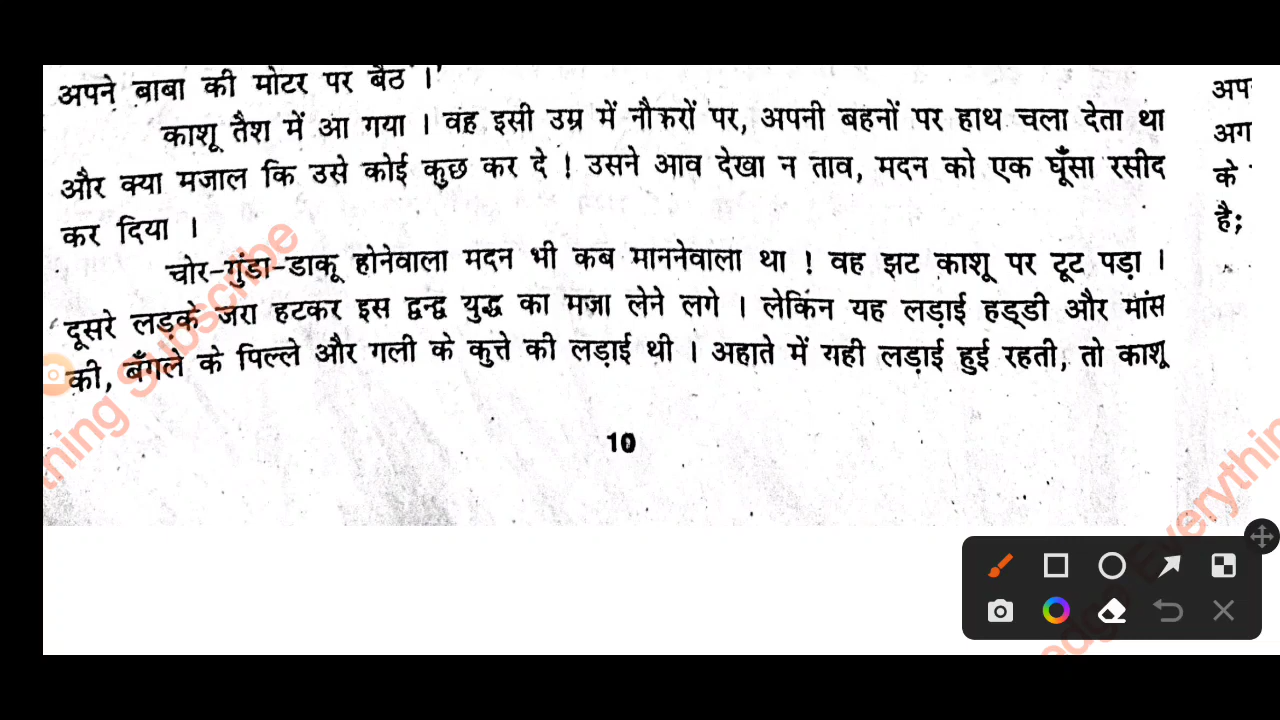 अपने बाबा की मोटर पर बैठ ।'
काशू तैश में आ गया । वह इसी उम्र में नौकरों पर, अपनी बहनों पर हाथ चला देता था
और क्या मजाल कि उसे कोई कुछ कर दे ! उसने आव देखा न ताव, मदन को एक घूँसा रसीद
कर दिया ।
चोर-गुंडा-डाकू होनेवाला मदन भी कब माननेवाला था ! वह झट काशू पर टूट पड़ा ।
दूसरे लड़के जरा हटकर इस द्वन्द्व युद्ध का मजा लेने लगे । लेकिन यह लड़ाई हड्डी और मांस
की, बँगले के पिल्ले और गली के कुत्ते की लड़ाई थी । अहाते में यही लड़ाई हुई रहती, तो काशू
10
अप
अग
के
है;
Subscribe